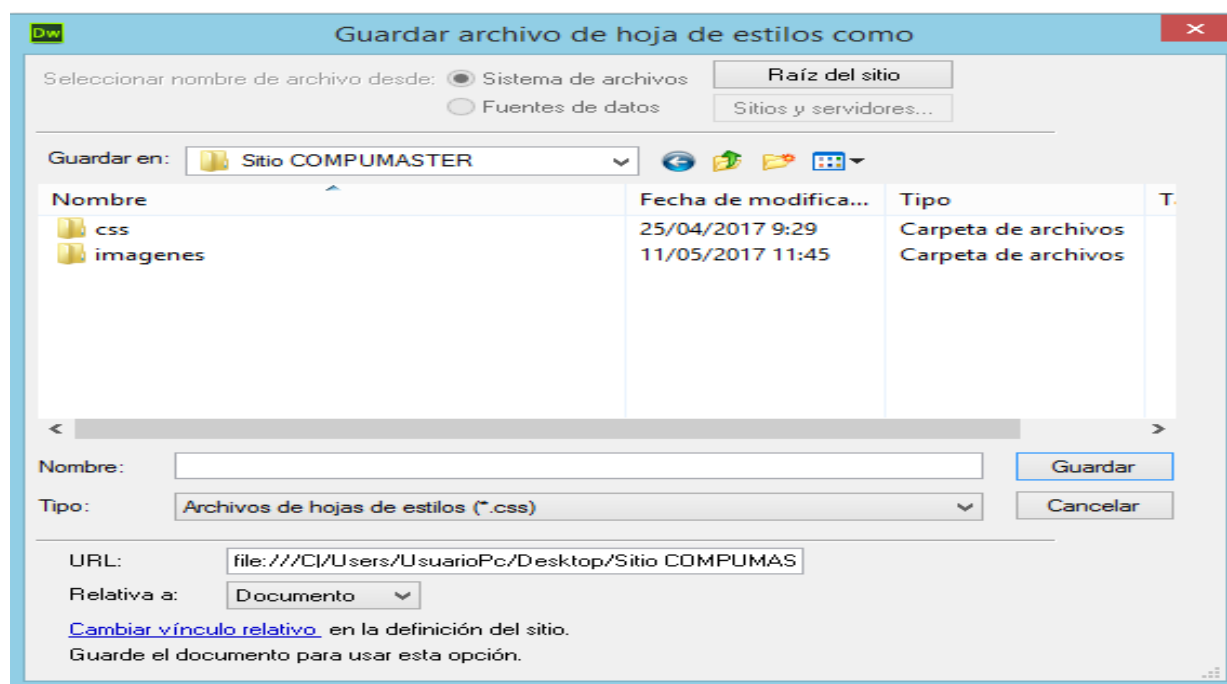 Dw Guardar archivo de hoja de estilos como
Seleccionar nombre de archivo desde: Sistema de archivos Raíz del sitio
Fuentes de datos Sitios y servidores...
Guardar en: Sitio COMPUMASTER
Nombre Fecha de modifica... Tipo T
css 25/04/2017 9:29 Carpeta de archivos
imagenes 11/05/2017 11:45 Carpeta de archivos
Nombre: Guardar
Tipo: Archivos de hojas de estilos (*.css) Cancelar
URL: file:///C|/Users/UsuarioPc/Desktop/Sitio COMPUMAS
Relativa a: Documento
Cambiar vínculo relativo en la definición del sitio.
Guarde el documento para usar esta opción.